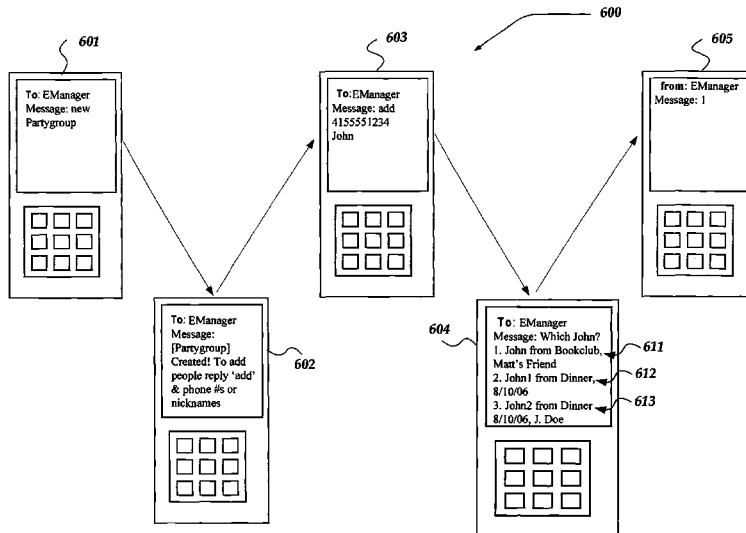 600
601
603
605
To: EManager
Message: new
Partygroup
To: EManager
Message: add
4155551234
John
from: EManager
Message: 1
To: EManager
Message:
[Partygroup]
Created! To add
people reply 'add'
& phone #s or
nicknames
602
604
To: EManager
Message: Which John?
1. John from Bookclub,
Matt's Friend
2. John1 from Dinner,
8/10/06
3. John2 from Dinner
8/10/06, J. Doe
611
612
613